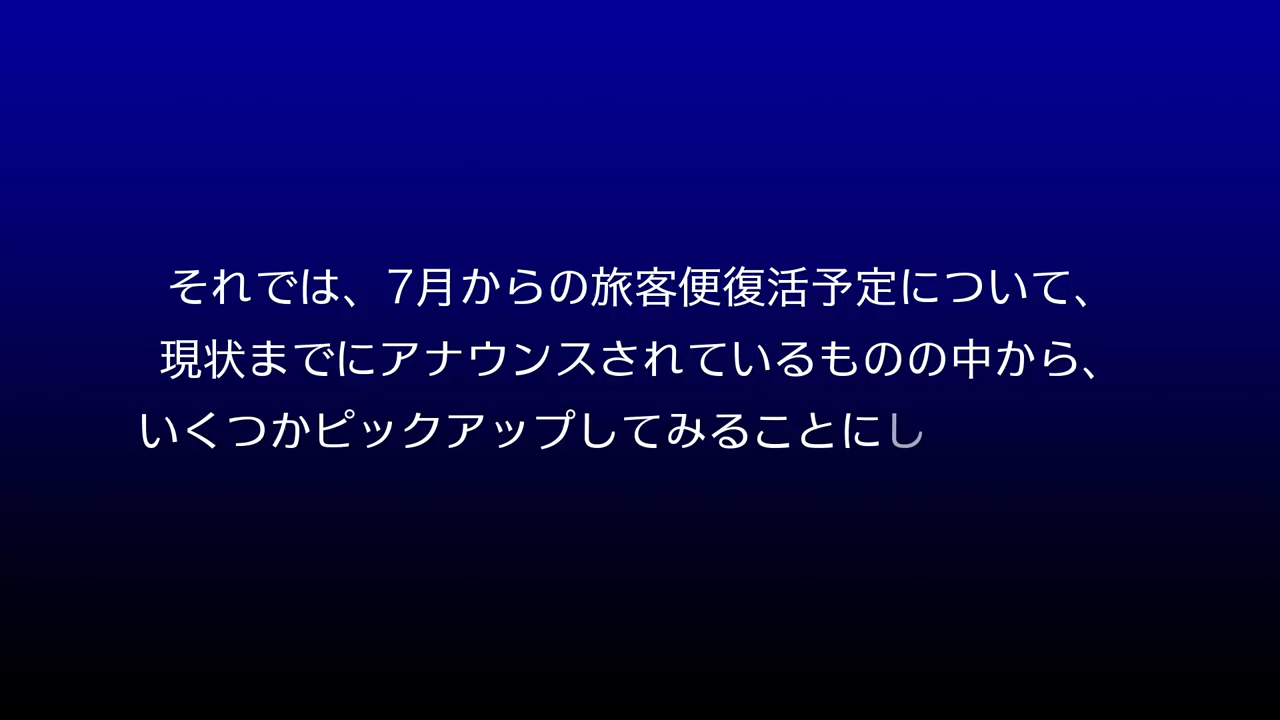 それでは、7月からの旅客便復活予定について、
現状までにアナウンスされているものの中から、
いくつかピックアップしてみることにし